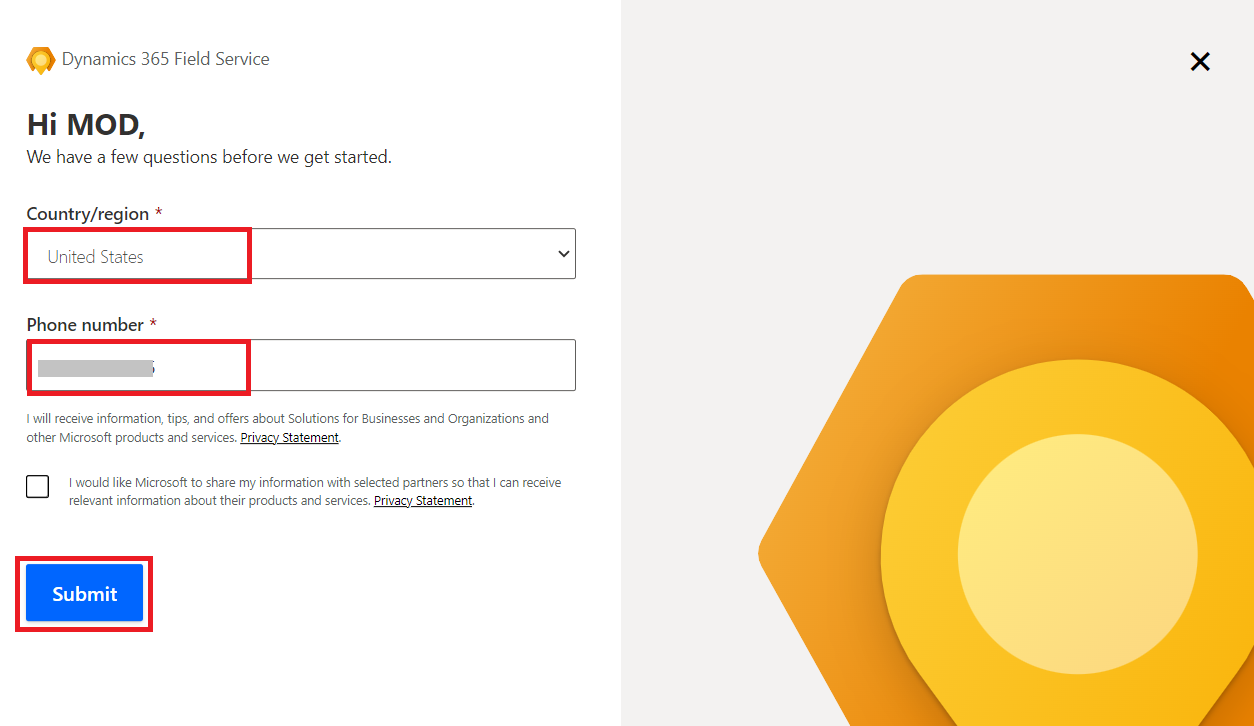 Dynamics 365 Field Service
Hi MOD,
We have a few questions before we get started.
Country/region *
United States
Phone number *
I will receive information, tips, and offers about Solutions for Businesses and Organizations and
other Microsoft products and services. Privacy Statement.
I would like Microsoft to share my information with selected partners so that I can receive
relevant information about their products and services. Privacy Statement.
Submit